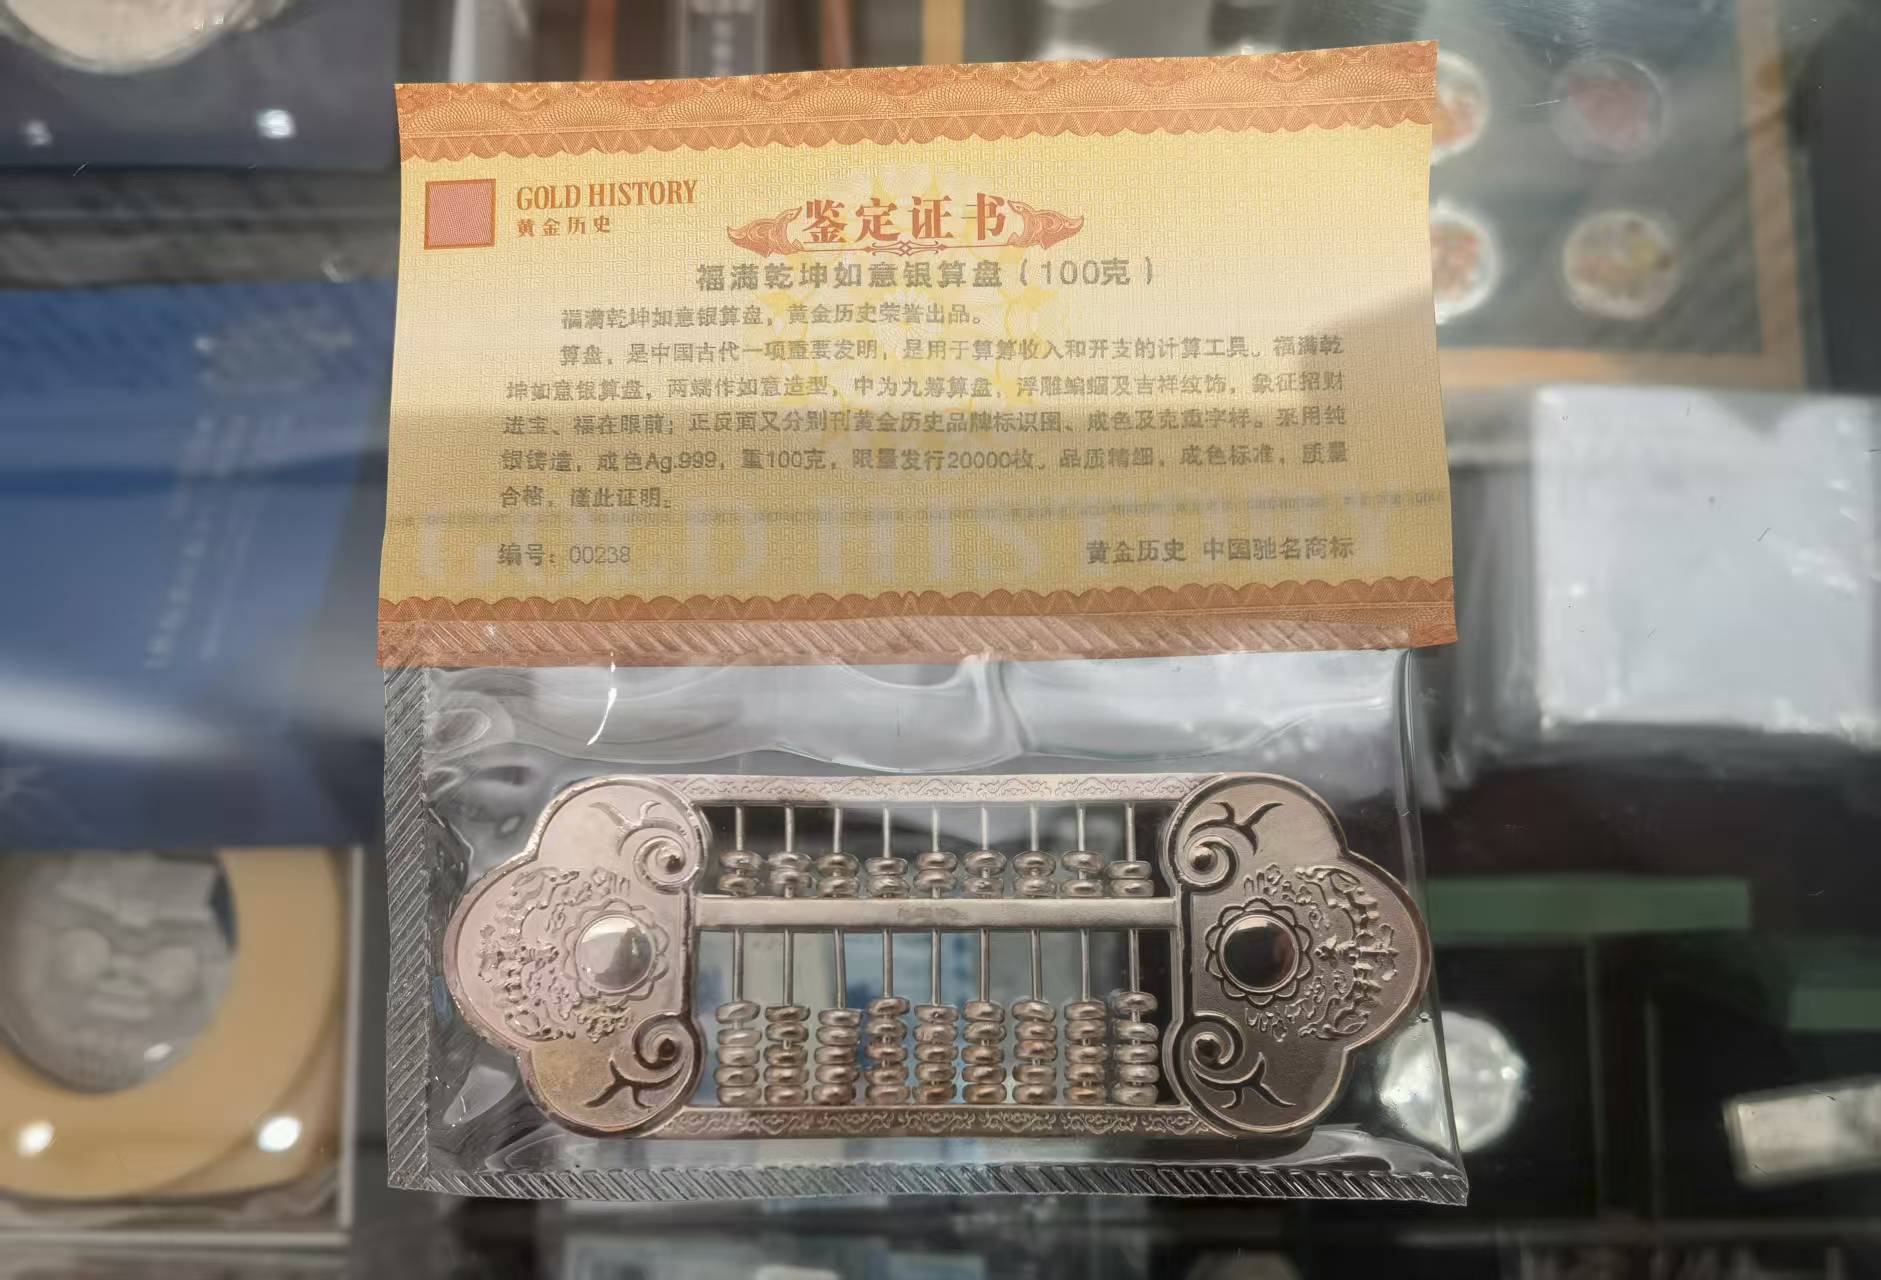 GOLD HISTORY
黄金历史
鉴定证书
福满乾坤如意银算盘（100克）
福满乾坤如意银算盘，黄金历史荣誉出品。
算盘，是中国古代一项重要发明，是用于算筹收入和开支的计算工具。福满乾
坤如意银算盘，两端作如意造型，中为九筹算盘，浮雕蝙蝠及吉祥纹饰，象征招财
进宝、福在眼前；正反面又分别刊黄金历史品牌标识图、成色及克重字样。采用纯
银铸造，成色Ag.999，重100克，限量发行20000枚。品质精细，成色标准，质量
合格，谨此证明。
GOLD HISTORY
编号：00238
黄金历史 中国驰名商标